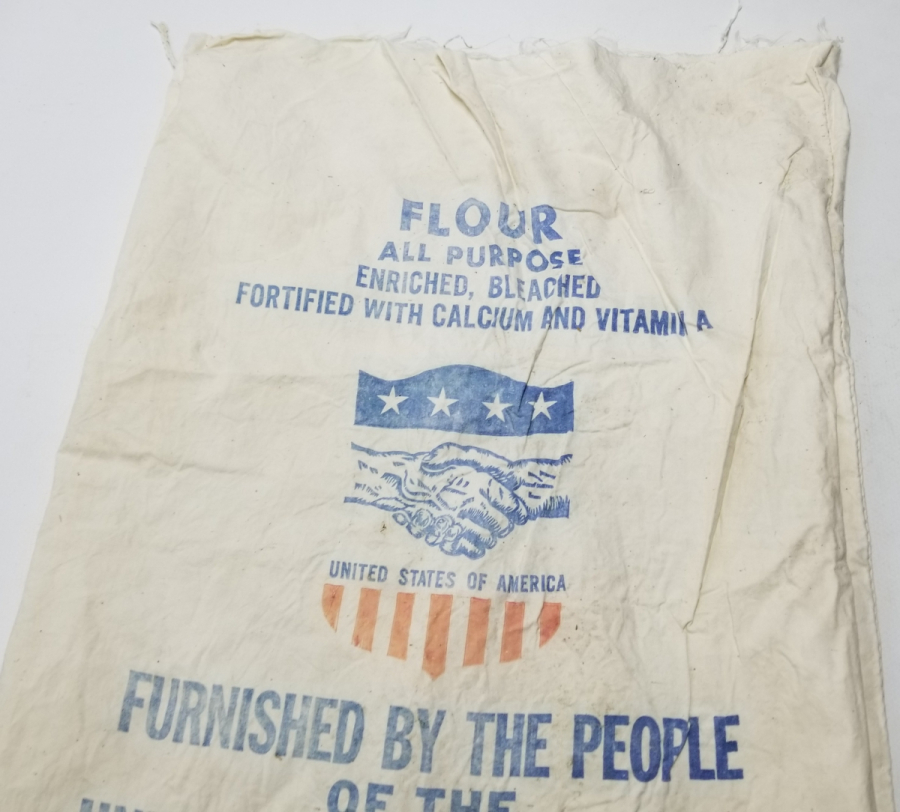 FLOUR
ALL PURPOSE
ENRICHED, BLEACHED
FORTIFIED WITH CALCIUM AND VITAMIN A
UNITED STATES OF AMERICA
FURNISHED BY THE PEOPLE
OF THE